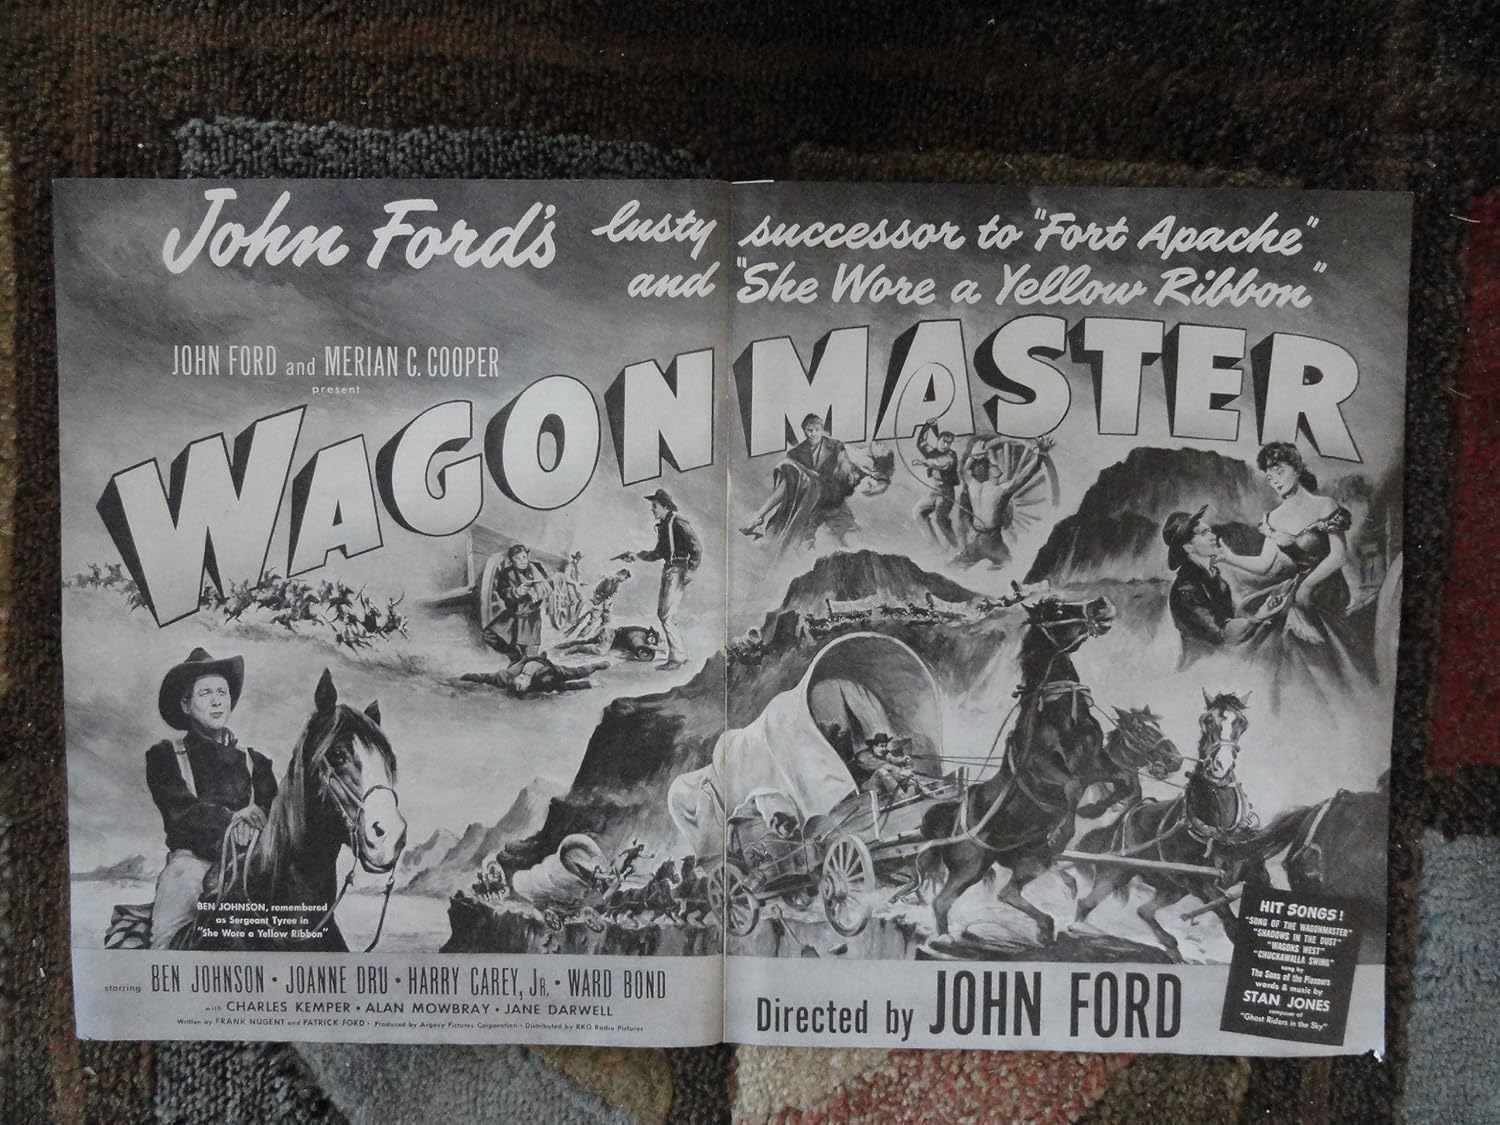 John Ford's lusty successor to "Fort Apache"
and "She Wore a Yellow Ribbon"
JOHN FORD and MERIAN C. COOPER
present
WAGONMASTER
BEN JOHNSON, remembered
as Sergeant Tyree in
"She Wore a Yellow Ribbon"
starring BEN JOHNSON • JOANNE DRU • HARRY CAREY, JR. • WARD BOND
with CHARLES KEMPER • ALAN MOWBRAY • JANE DARWELL
Written by FRANK NUGENT and PATRICK FORD • Produced by Argosy Pictures Corporation • Distributed by RKO Radio Pictures
Directed by JOHN FORD
HIT SONGS!
"SONG OF THE WAGONMASTER"
"SHADOWS IN THE DUST"
"WAGONS WEST"
"CHUCKAWALLA SWING"
sung by
The Sons of the Pioneers
words & music by
STAN JONES
composer of
"Ghost Riders in the Sky"